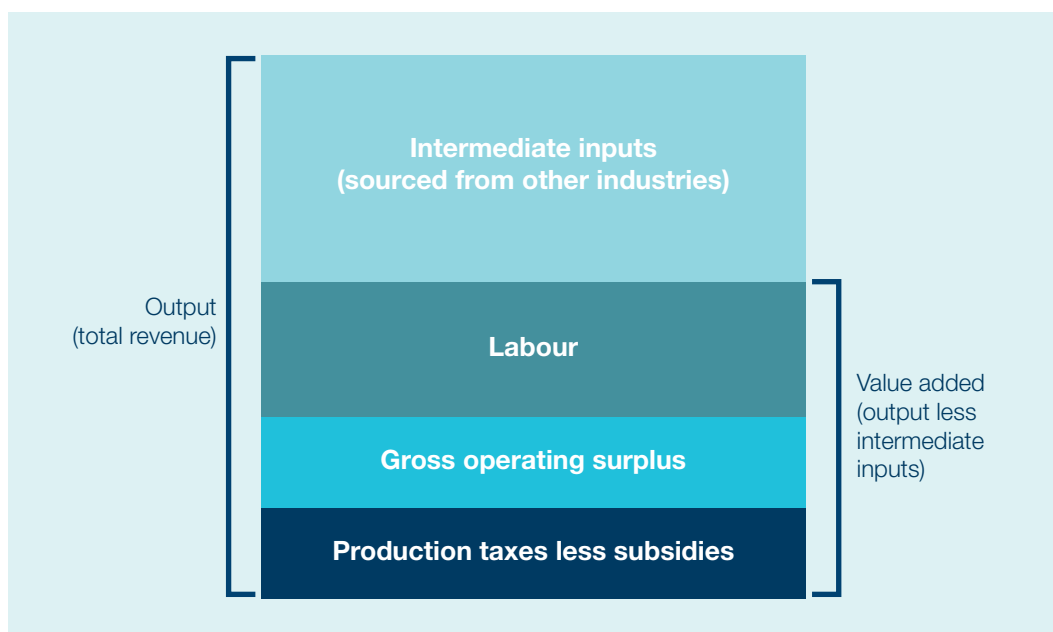 Intermediate inputs
(sourced from other industries)
Output
(total revenue)
Labour
Value added
(output less
intermediate
inputs)
Gross operating surplus
Production taxes less subsidies